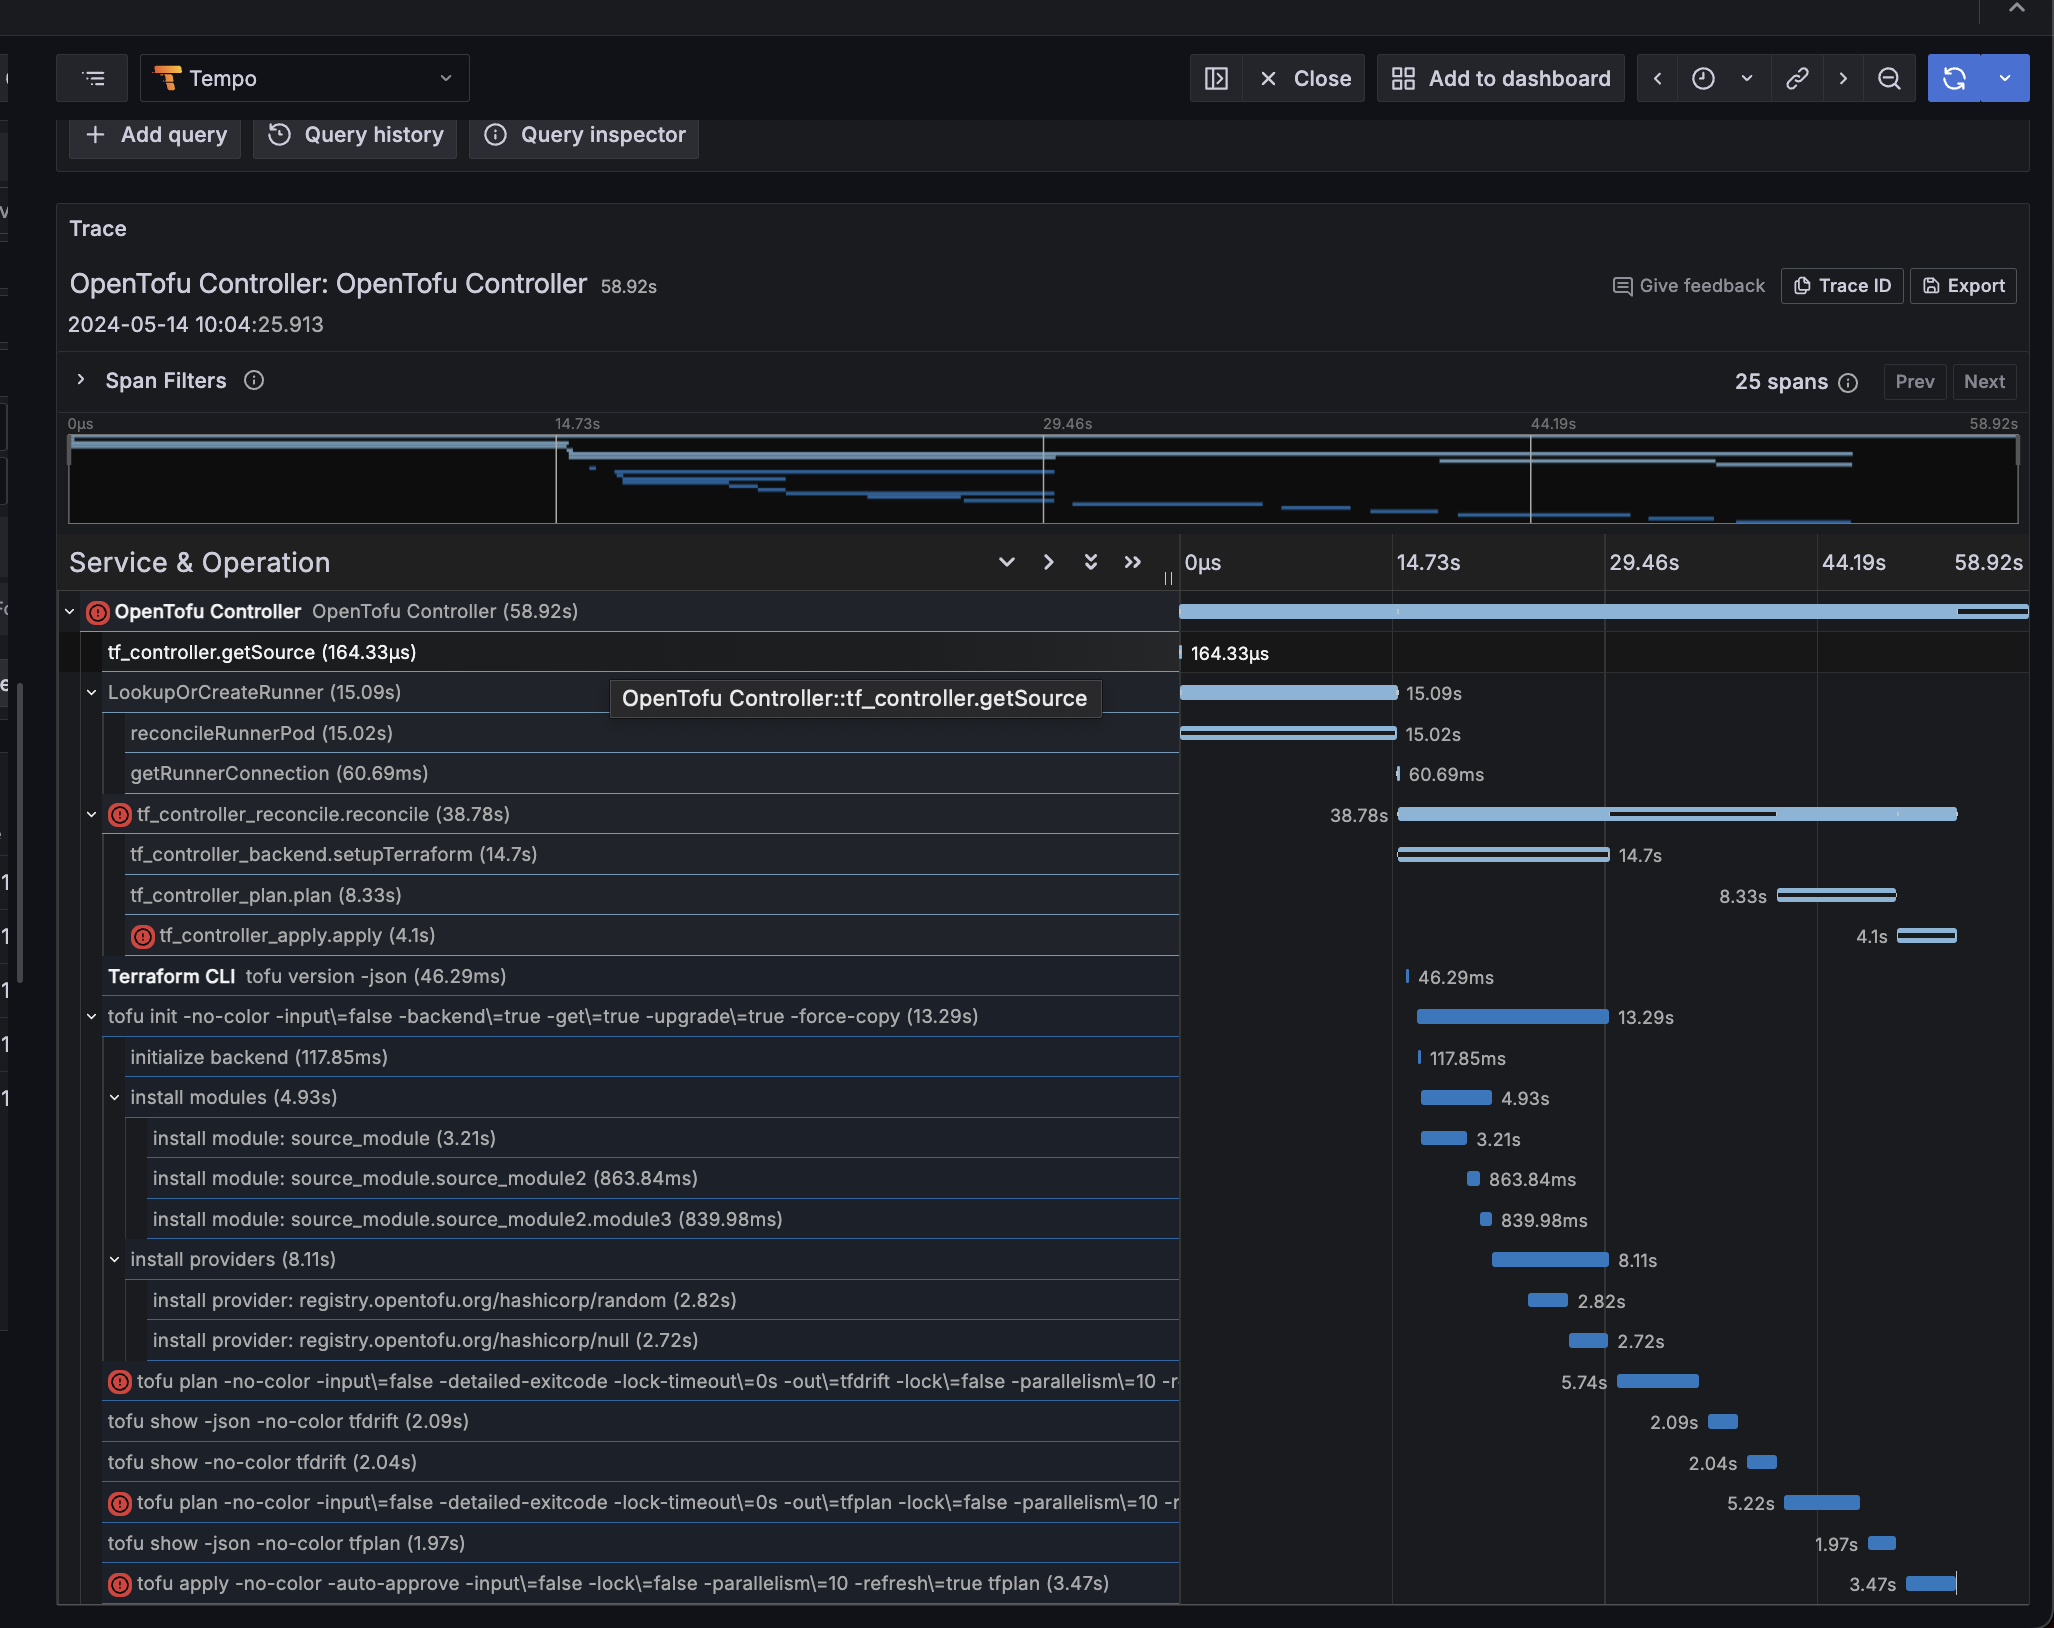 Tempo
Close
Add to dashboard
Add query
Query history
Query inspector
Trace
OpenTofu Controller: OpenTofu Controller 58.92s
Give feedback
Trace ID
Export
2024-05-14 10:04:25.913
Span Filters
25 spans
Prev
Next
0μs 14.73s 29.46s 44.19s 58.92s
Service & Operation
0μs 14.73s 29.46s 44.19s 58.92s
OpenTofu Controller OpenTofu Controller (58.92s)
tf_controller.getSource (164.33μs) 164.33μs
LookupOrCreateRunner (15.09s) 15.09s
OpenTofu Controller::tf_controller.getSource
reconcileRunnerPod (15.02s) 15.02s
getRunnerConnection (60.69ms) 60.69ms
tf_controller_reconcile.reconcile (38.78s) 38.78s
tf_controller_backend.setupTerraform (14.7s) 14.7s
tf_controller_plan.plan (8.33s) 8.33s
tf_controller_apply.apply (4.1s) 4.1s
Terraform CLI tofu version -json (46.29ms) 46.29ms
tofu init -no-color -input\=false -backend\=true -get\=true -upgrade\=true -force-copy (13.29s) 13.29s
initialize backend (117.85ms) 117.85ms
install modules (4.93s) 4.93s
install module: source_module (3.21s) 3.21s
install module: source_module.source_module2 (863.84ms) 863.84ms
install module: source_module.source_module2.module3 (839.98ms) 839.98ms
install providers (8.11s) 8.11s
install provider: registry.opentofu.org/hashicorp/random (2.82s) 2.82s
install provider: registry.opentofu.org/hashicorp/null (2.72s) 2.72s
tofu plan -no-color -input\=false -detailed-exitcode -lock-timeout\=0s -out\=tfdrift -lock\=false -parallelism\=10 -r 5.74s
tofu show -json -no-color tfdrift (2.09s) 2.09s
tofu show -no-color tfdrift (2.04s) 2.04s
tofu plan -no-color -input\=false -detailed-exitcode -lock-timeout\=0s -out\=tfplan -lock\=false -parallelism\=10 -r 5.22s
tofu show -json -no-color tfplan (1.97s) 1.97s
tofu apply -no-color -auto-approve -input\=false -lock\=false -parallelism\=10 -refresh\=true tfplan (3.47s) 3.47s